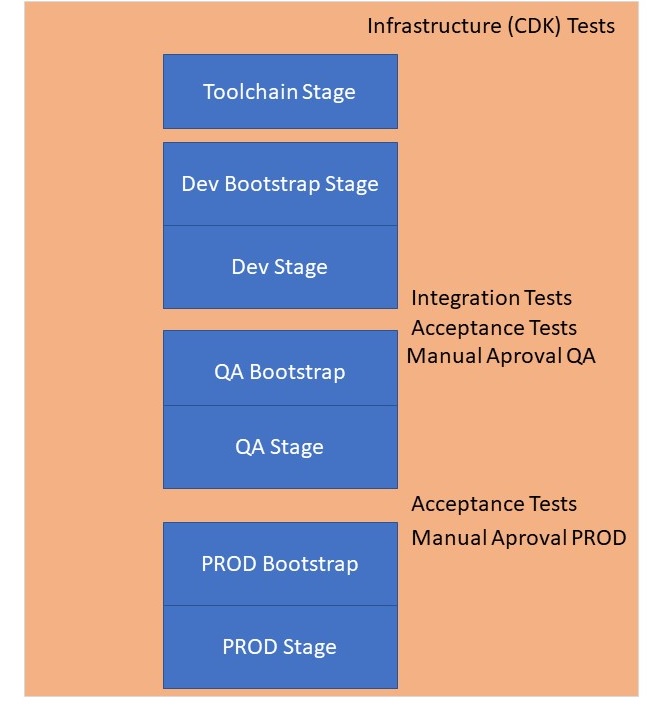 Infrastructure (CDK) Tests
Toolchain Stage
Dev Bootstrap Stage
Dev Stage
Integration Tests
Acceptance Tests
Manual Aproval QA
QA Bootstrap
QA Stage
Acceptance Tests
Manual Aproval PROD
PROD Bootstrap
PROD Stage